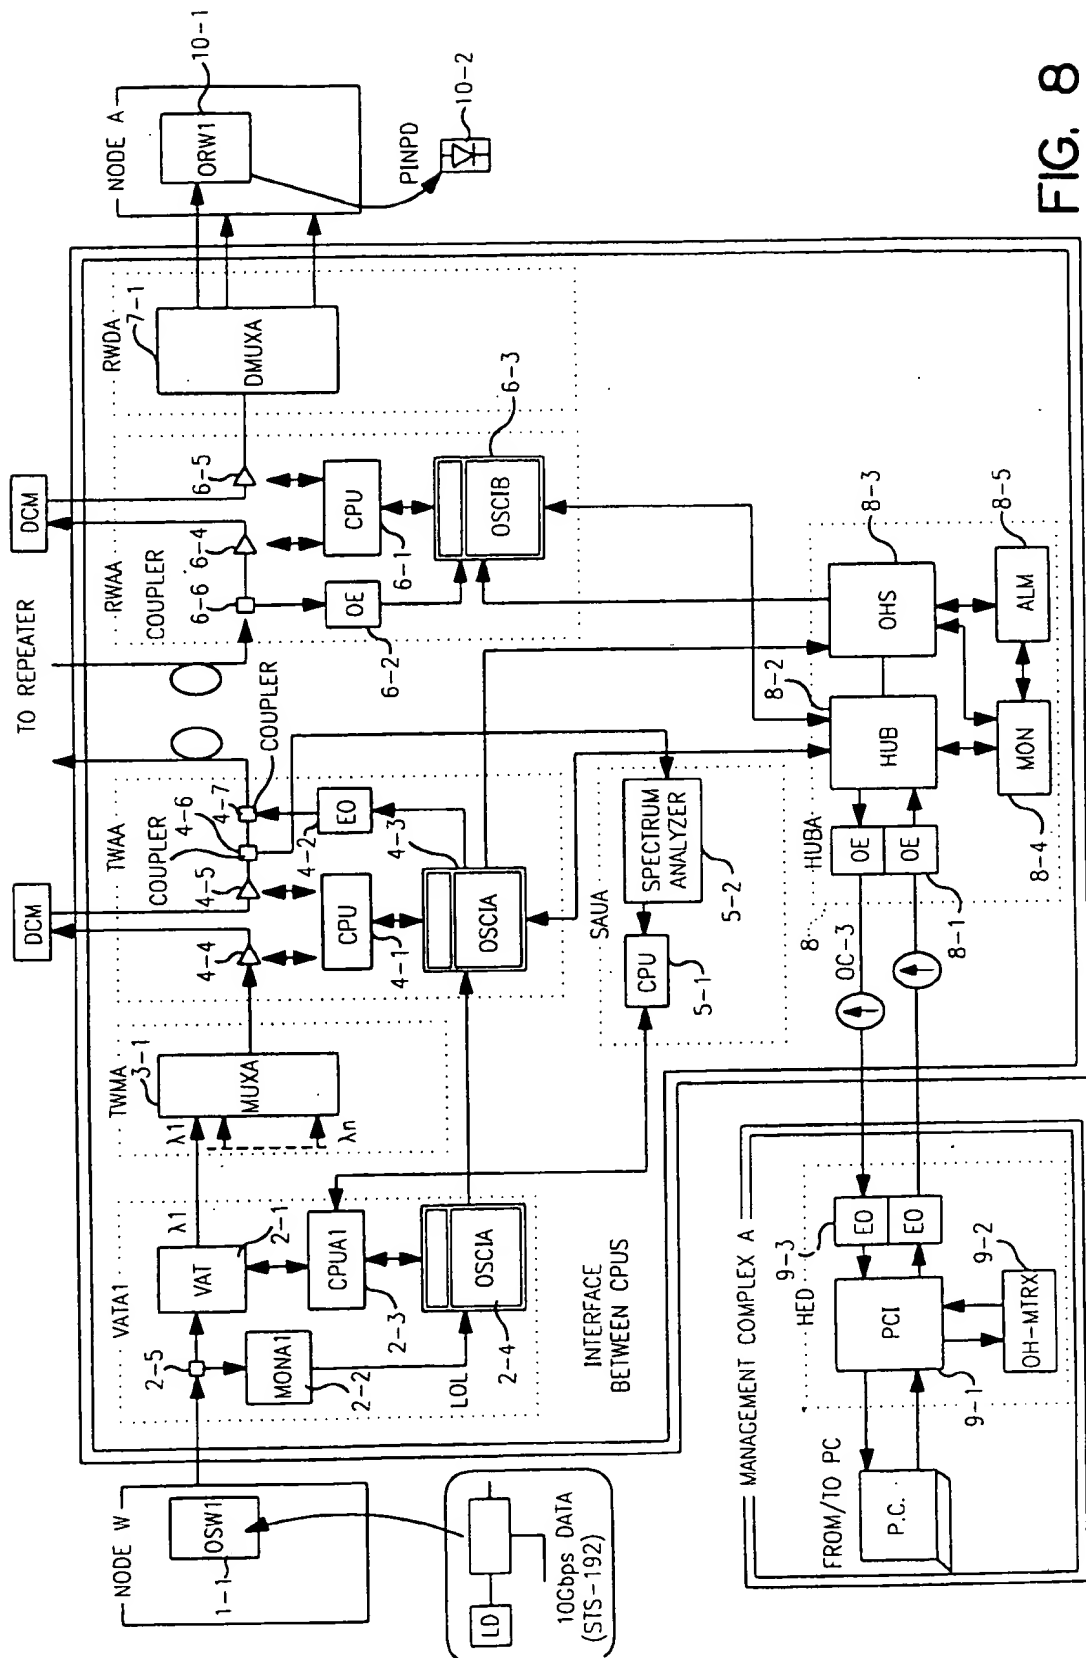 NODE W
OSW1
1-1
LD
10Gbps DATA
(STS-192)
VATA1
2-5
VAT
λ1
2-1
MONA1
2-2
CPUA1
2-3
LOL
OSCIA
2-4
INTERFACE
BETWEEN CPUS
TWMA
3-1
λ1
MUXA
λn
DCM
TWAA
4-4
4-5
COUPLER
4-6
4-7
COUPLER
CPU
4-1
4-2
EO
4-3
OSCIA
SAUA
CPU
5-1
SPECTRUM
ANALYZER
5-2
TO REPEATER
DCM
RWAA
COUPLER
6-6
6-4
6-5
OE
6-2
CPU
6-1
OSCIB
6-3
RWDA
7-1
DMUXA
NODE A
ORW1
10-1
PINPD
10-2
HUBA
8
OE
OE
8-1
OC-3
HUB
8-2
OHS
8-3
MON
8-4
ALM
8-5
MANAGEMENT COMPLEX A
FROM/TO PC
P.C.
HED
PCI
9-1
9-3
EO
EO
OH-MTRX
9-2
FIG. 8